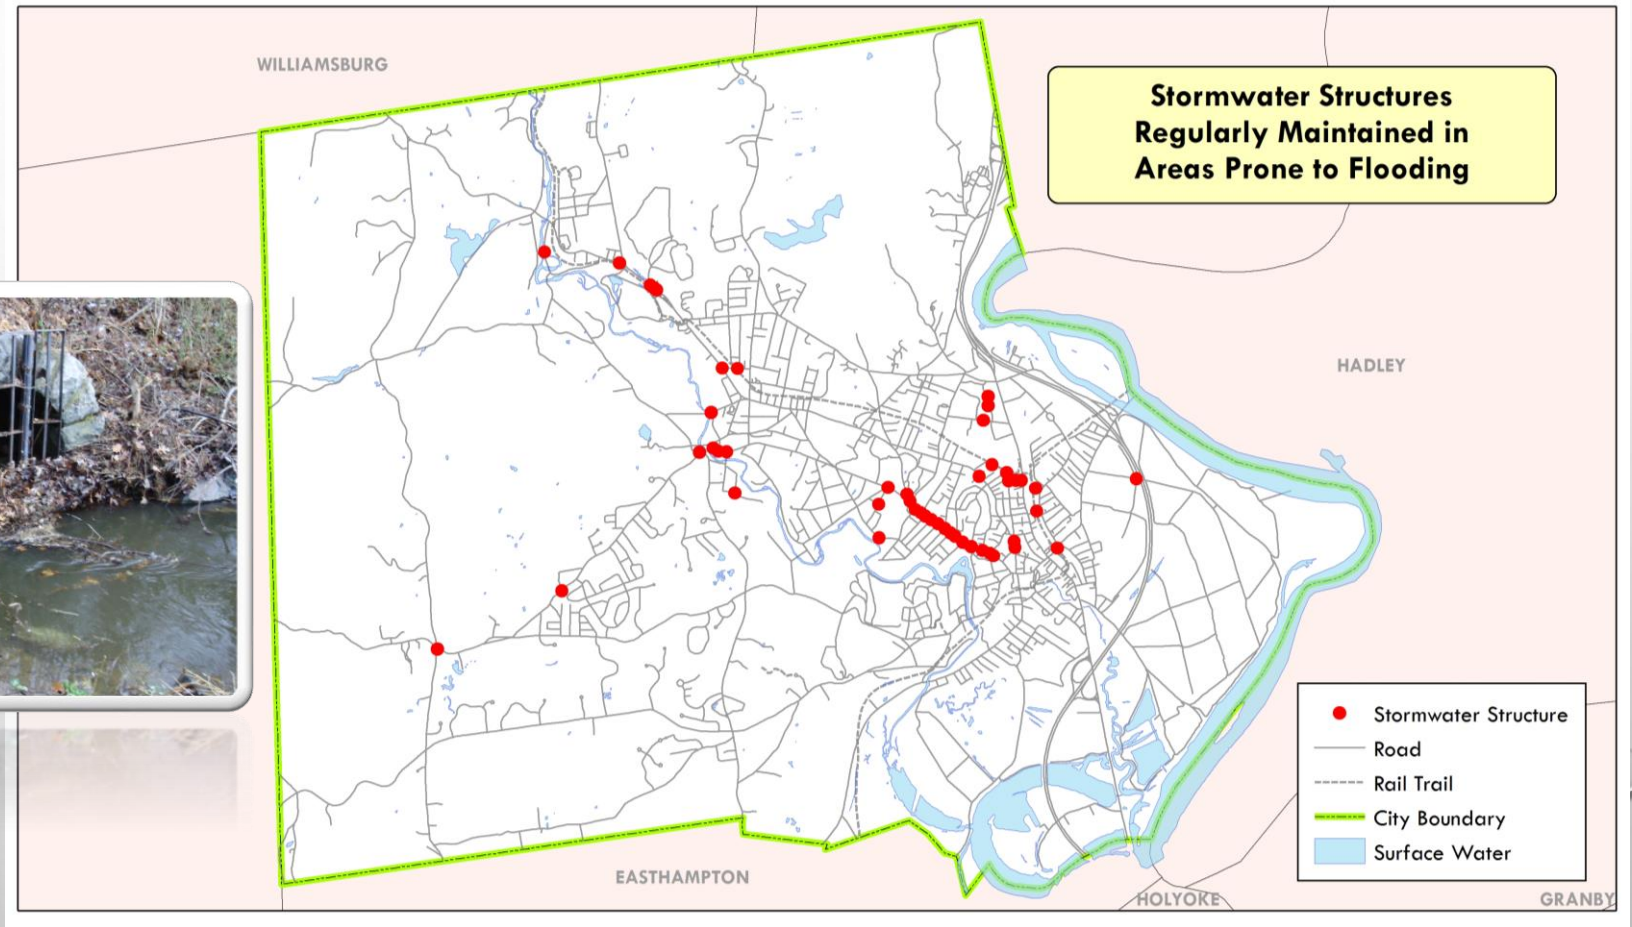 WILLIAMSBURG
Stormwater Structures
Regularly Maintained in
Areas Prone to Flooding
HADLEY
Stormwater Structure
Road
Rail Trail
City Boundary
Surface Water
EASTHAMPTON
HOLYOKE
GRANBY